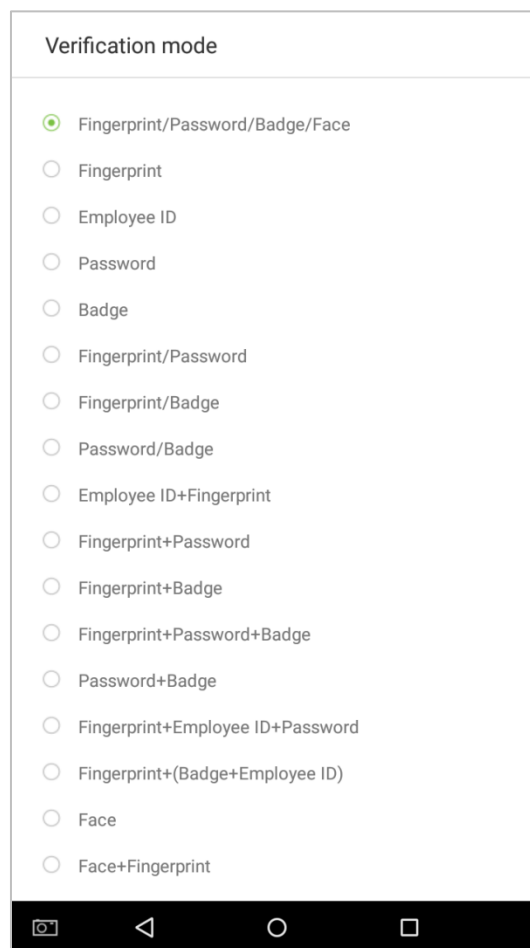 Verification mode
Fingerprint/Password/Badge/Face
Fingerprint
Employee ID
Password
Badge
Fingerprint/Password
Fingerprint/Badge
Password/Badge
Employee ID+Fingerprint
Fingerprint+Password
Fingerprint+Badge
Fingerprint+Password+Badge
Password+Badge
Fingerprint+Employee ID+Password
Fingerprint+(Badge+Employee ID)
Face
Face+Fingerprint